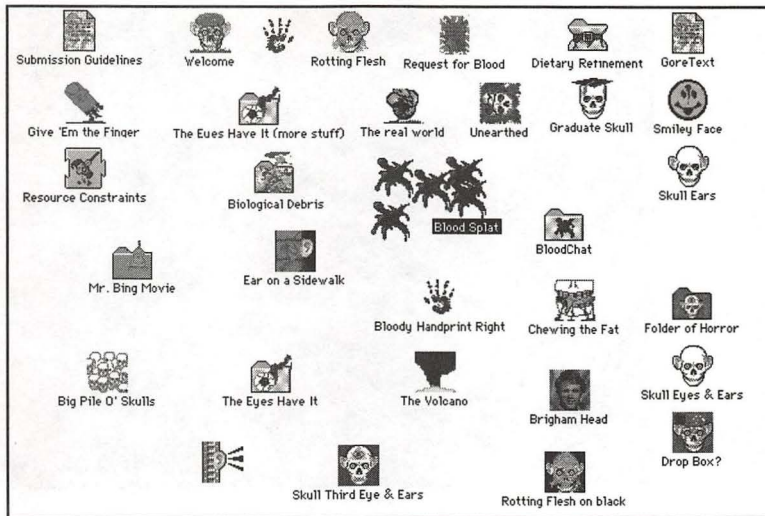 Submission Guidelines
Welcome
Rotting Flesh
Request for Blood
Dietary Refinement
GoreText
Give 'Em the Finger
The Eues Have It (more stuff)
The real world
Unearthed
Graduate Skull
Smiley Face
Resource Constraints
Biological Debris
Blood Splat
BloodChat
Skull Ears
Mr. Bing Movie
Ear on a Sidewalk
Bloody Handprint Right
Chewing the Fat
Folder of Horror
Big Pile O' Skulls
The Eyes Have It
The Volcano
Brigham Head
Skull Eyes & Ears
Drop Box?
Skull Third Eye & Ears
Rotting Flesh on black